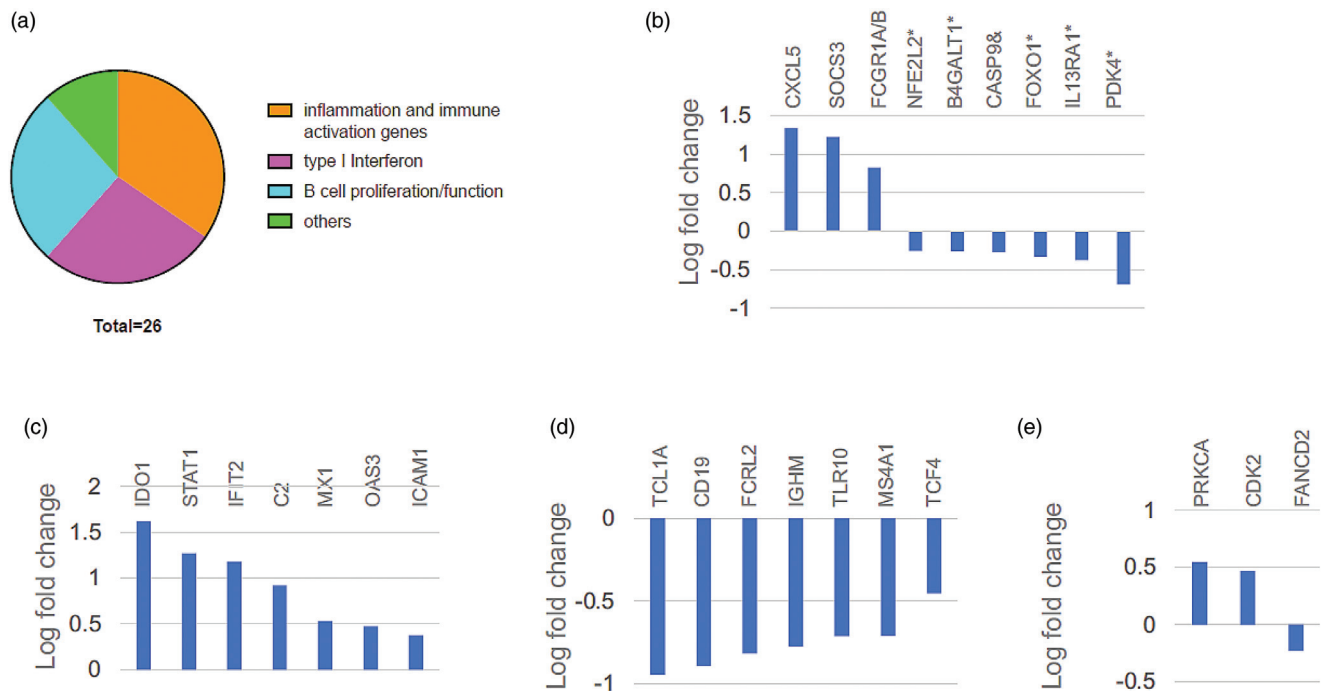 (a)
inflammation and immune
activation genes
type I Interferon
B cell proliferation/function
others
Total=26
(b)
CXCL5
SOCS3
FCGR1A/B
NFE2L2*
B4GALT1*
CASP9&
FOXO1*
IL13RA1*
PDK4*
Log fold change
1.5
1
0.5
0
-0.5
-1
(c)
IDO1
STAT1
IFIT2
C2
MX1
OAS3
ICAM1
Log fold change
2
1.5
1
0.5
0
(d)
TCL1A
CD19
FCRL2
IGHM
TLR10
MS4A1
TCF4
Log fold change
0
-0.5
-1
(e)
PRKCA
CDK2
FANCD2
Log fold change
1
0.5
0
-0.5